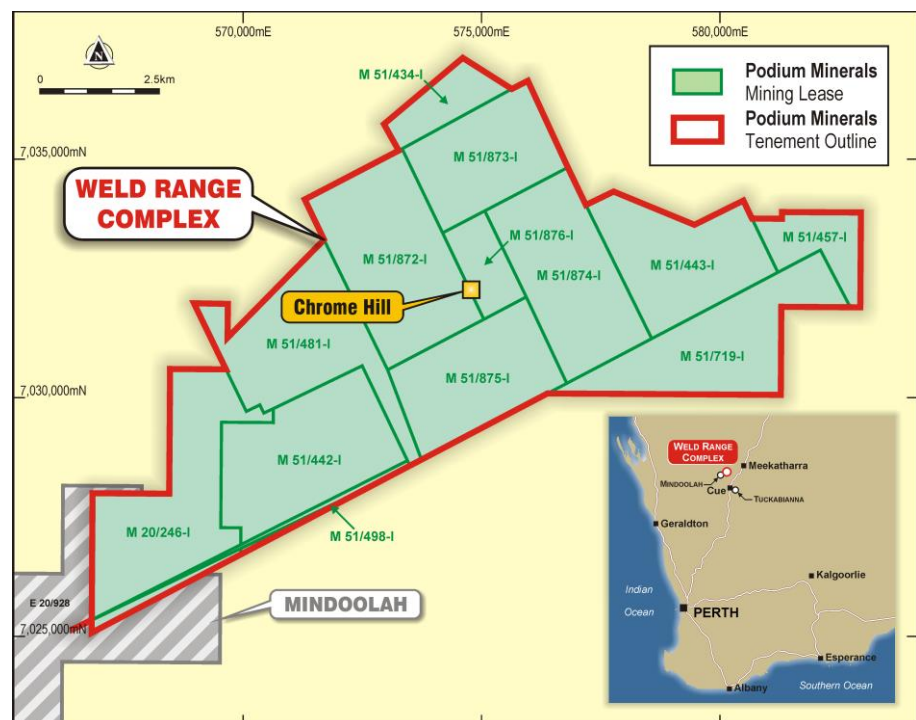 570,000mE
575,000mE
580,000mE
N
0 2.5km
Podium Minerals
Mining Lease
Podium Minerals
Tenement Outline
7,035,000mN
7,030,000mN
7,025,000mN
WELD RANGE
COMPLEX
M 51/434-I
M 51/873-I
M 51/876-I
M 51/872-I
M 51/874-I
M 51/443-I
M 51/457-I
Chrome Hill
M 51/481-I
M 51/875-I
M 51/719-I
M 51/442-I
M 20/246-I
M 51/498-I
E 20/928
MINDOOLAH
WELD RANGE
COMPLEX
Meekatharra
MINDOOLAH
Cue
TUCKABIANNA
Geraldton
Kalgoorlie
Indian
Ocean
PERTH
Esperance
Albany
Southern Ocean